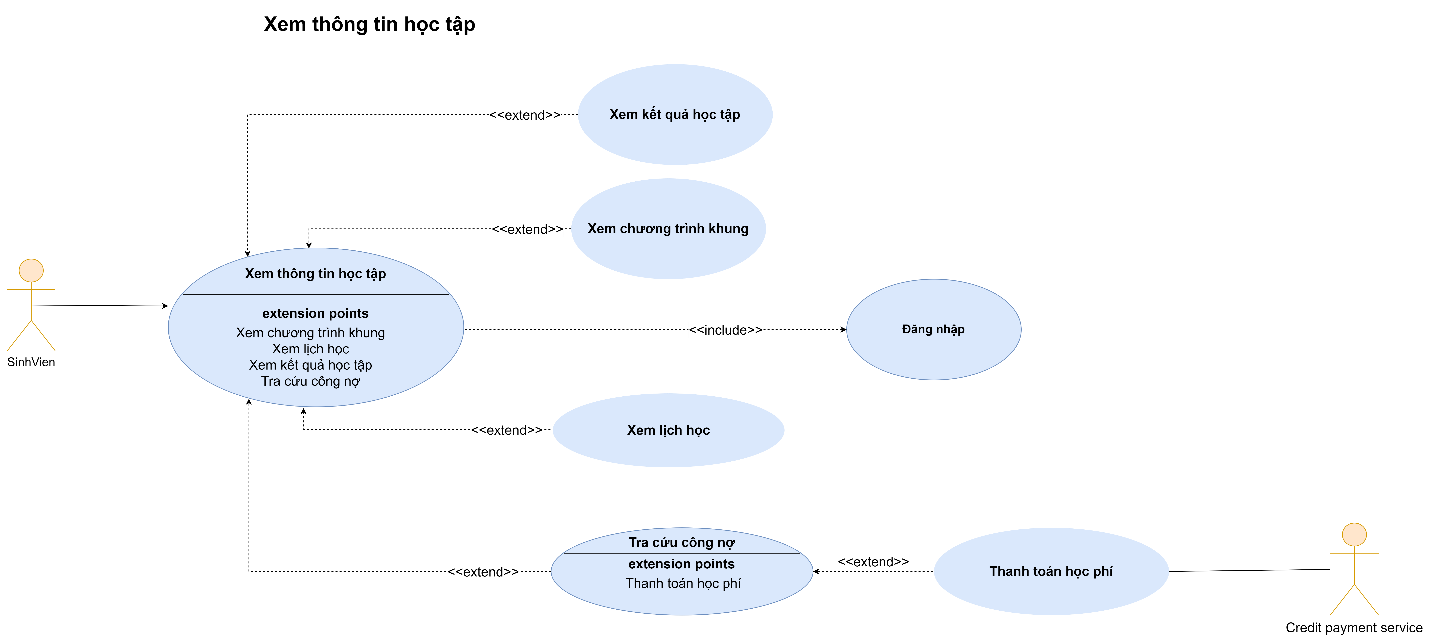 Xem thông tin học tập
<<extend>>
Xem kết quả học tập
<<extend>>
Xem chương trình khung
Xem thông tin học tập
extension points
Xem chương trình khung
Xem lịch học
Xem kết quả học tập
Tra cứu công nợ
SinhVien
<<include>>
Đăng nhập
<<extend>>
Xem lịch học
<<extend>>
Tra cứu công nợ
extension points
Thanh toán học phí
<<extend>>
Thanh toán học phí
Credit payment service